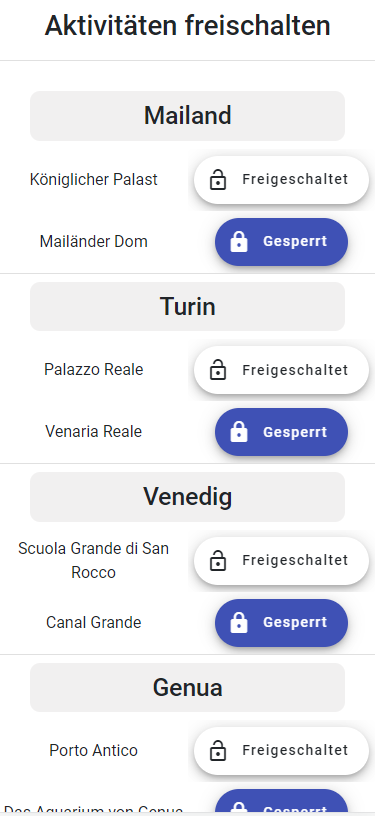 Aktivitäten freischalten
Mailand
Königlicher Palast
Freigeschaltet
Mailänder Dom
Gesperrt
Turin
Palazzo Reale
Freigeschaltet
Venaria Reale
Gesperrt
Venedig
Scuola Grande di San
Rocco
Freigeschaltet
Canal Grande
Gesperrt
Genua
Porto Antico
Freigeschaltet
Das Aquarium von Genua
Gesperrt